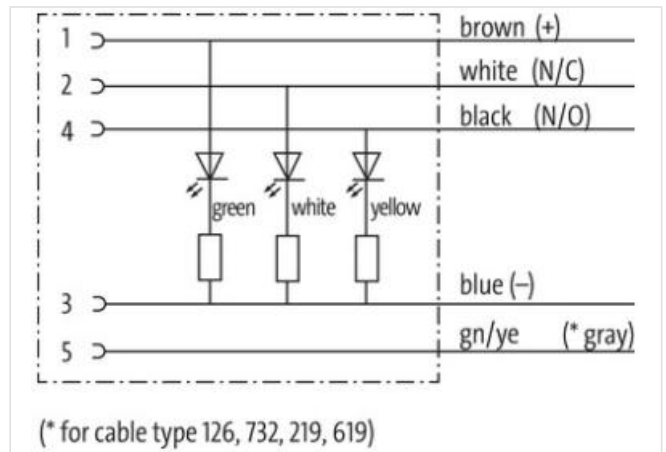 1 brown (+)
2 white (N/C)
4 black (N/O)
green white yellow
3 blue (–)
5 gn/ye (* gray)
(* for cable type 126, 732, 219, 619)